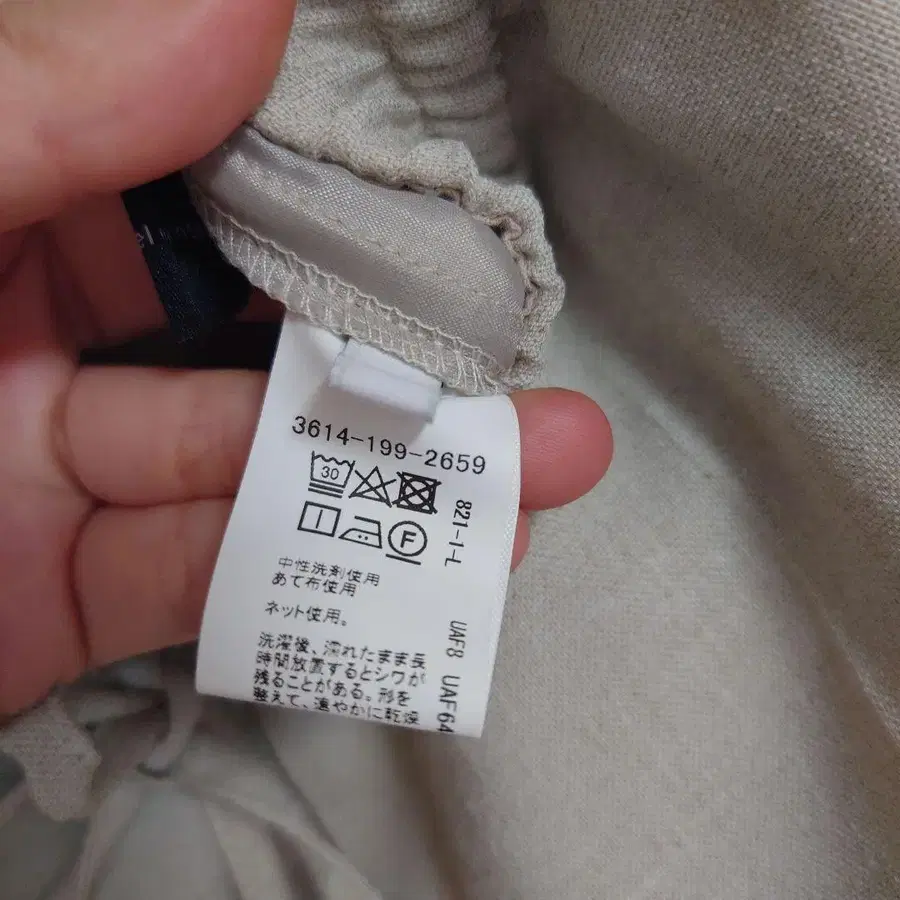 3614-199-2659
30
F
821-1-L
中性洗剤使用
あて布使用
ネット使用。
洗濯後、濡れたまま長
時間放置するとシワが
残ることがある。形を
整えて、速やかに乾燥
UAF8 UAF64
el